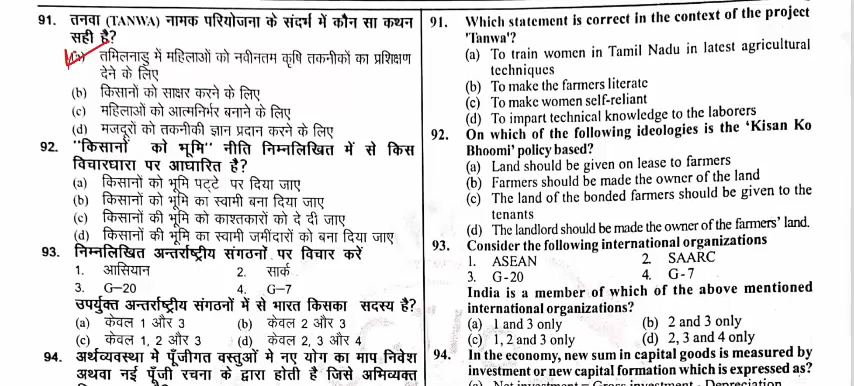 91. तनवा (TANWA) नामक परियोजना के संदर्भ में कौन सा कथन
सही है?
(a) तमिलनाडु में महिलाओं को नवीनतम कृषि तकनीकों का प्रशिक्षण
देने के लिए
(b) किसानों को साक्षर करने के लिए
(c) महिलाओं को आत्मनिर्भर बनाने के लिए
(d) मजदूरों को तकनीकी ज्ञान प्रदान करने के लिए
92. "किसानों को भूमि" नीति निम्नलिखित में से किस
विचारधारा पर आधारित है?
(a) किसानों को भूमि पट्टे पर दिया जाए
(b) किसानों को भूमि का स्वामी बना दिया जाए
(c) किसानों की भूमि को काश्तकारों को दे दी जाए
(d) किसानों की भूमि का स्वामी जमींदारों को बना दिया जाए
93. निम्नलिखित अन्तर्राष्ट्रीय संगठनों पर विचार करें
1. आसियान 2. सार्क
3. G–20 4. G–7
उपर्युक्त अन्तर्राष्ट्रीय संगठनों में से भारत किसका सदस्य है?
(a) केवल 1 और 3 (b) केवल 2 और 3
(c) केवल 1, 2 और 3 (d) केवल 2, 3 और 4
94. अर्थव्यवस्था में पूँजीगत वस्तुओं मे नए योग का माप निवेश
अथवा नई पूँजी रचना के द्वारा होती है जिसे अभिव्यक्त
91. Which statement is correct in the context of the project
'Tanwa'?
(a) To train women in Tamil Nadu in latest agricultural
techniques
(b) To make the farmers literate
(c) To make women self-reliant
(d) To impart technical knowledge to the laborers
92. On which of the following ideologies is the ‘Kisan Ko
Bhoomi’ policy based?
(a) Land should be given on lease to farmers
(b) Farmers should be made the owner of the land
(c) The land of the bonded farmers should be given to the
tenants
(d) The landlord should be made the owner of the farmers’ land.
93. Consider the following international organizations
1. ASEAN 2. SAARC
3. G-20 4. G-7
India is a member of which of the above mentioned
international organizations?
(a) 1 and 3 only (b) 2 and 3 only
(c) 1, 2 and 3 only (d) 2, 3 and 4 only
94. In the economy, new sum in capital goods is measured by
investment or new capital formation which is expressed as?
(a) Net investment = Gross investment - Depreciation